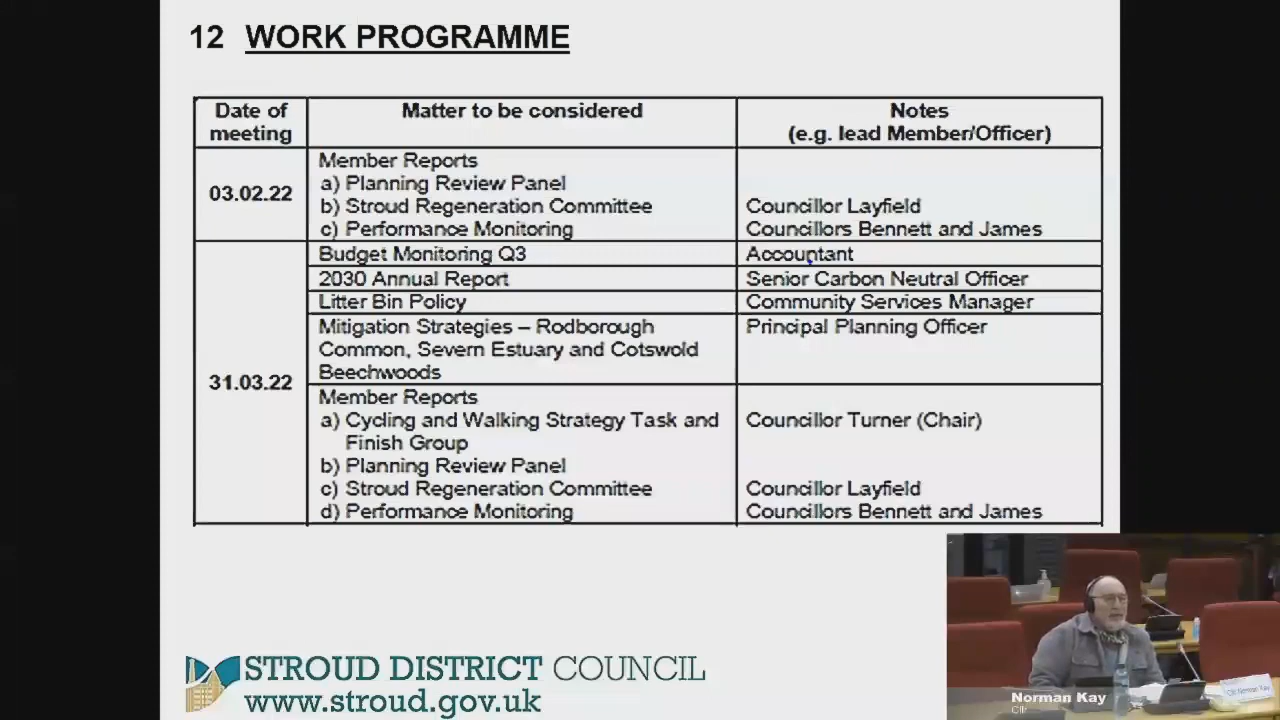 12 WORK PROGRAMME
Date of meeting
Matter to be considered
Notes
(e.g. lead Member/Officer)
03.02.22
Member Reports
a) Planning Review Panel
b) Stroud Regeneration Committee
Councillor Layfield
c) Performance Monitoring
Councillors Bennett and James
31.03.22
Budget Monitoring Q3
Accountant
2030 Annual Report
Senior Carbon Neutral Officer
Litter Bin Policy
Community Services Manager
Mitigation Strategies – Rodborough
Common, Severn Estuary and Cotswold
Beechwoods
Principal Planning Officer
Member Reports
a) Cycling and Walking Strategy Task and
Finish Group
Councillor Turner (Chair)
b) Planning Review Panel
c) Stroud Regeneration Committee
Councillor Layfield
d) Performance Monitoring
Councillors Bennett and James
STROUD DISTRICT COUNCIL
www.stroud.gov.uk
Norman Kay
Cllr
Cllr Norman Kay